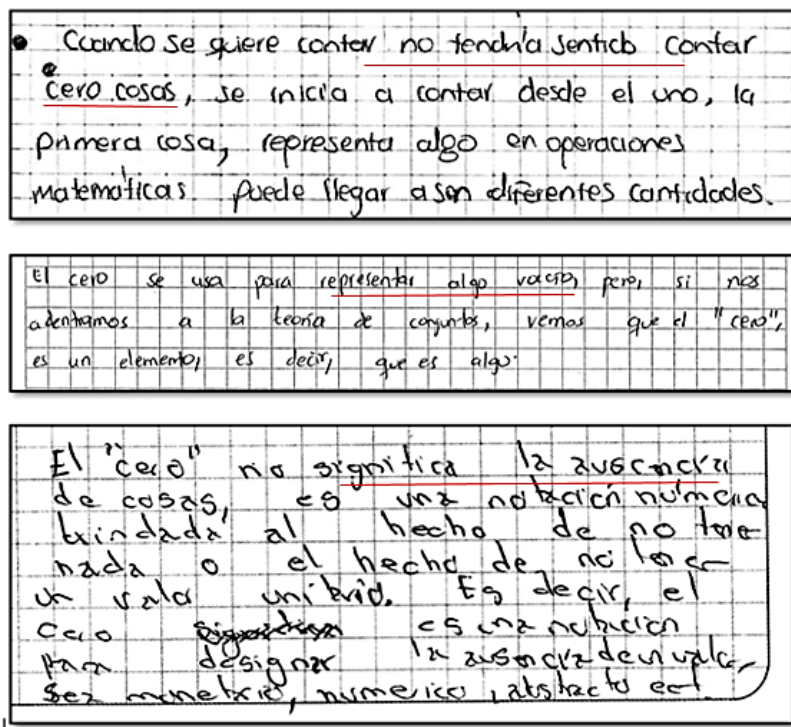 • Cuando se quiere contar no tendría sentido contar
cero cosas, se inicia a contar desde el uno, la
primera cosa, representa algo en operaciones
matemáticas puede llegar a ser diferentes cantidades.
El cero se usa para representar algo vacío, pero, si nos
adentramos a la teoría de conjuntos, vemos que el "cero",
es un elemento, es decir, que es algo.
El "cero" no significa la ausencia
de cosas, es una notación númerica
brindada al hecho de no tener
nada o el hecho de no tener
un valor unitario. Es decir, el
cero es una notación
para designar la ausencia de un valor,
sea monetario, numerico, abstracto ect.